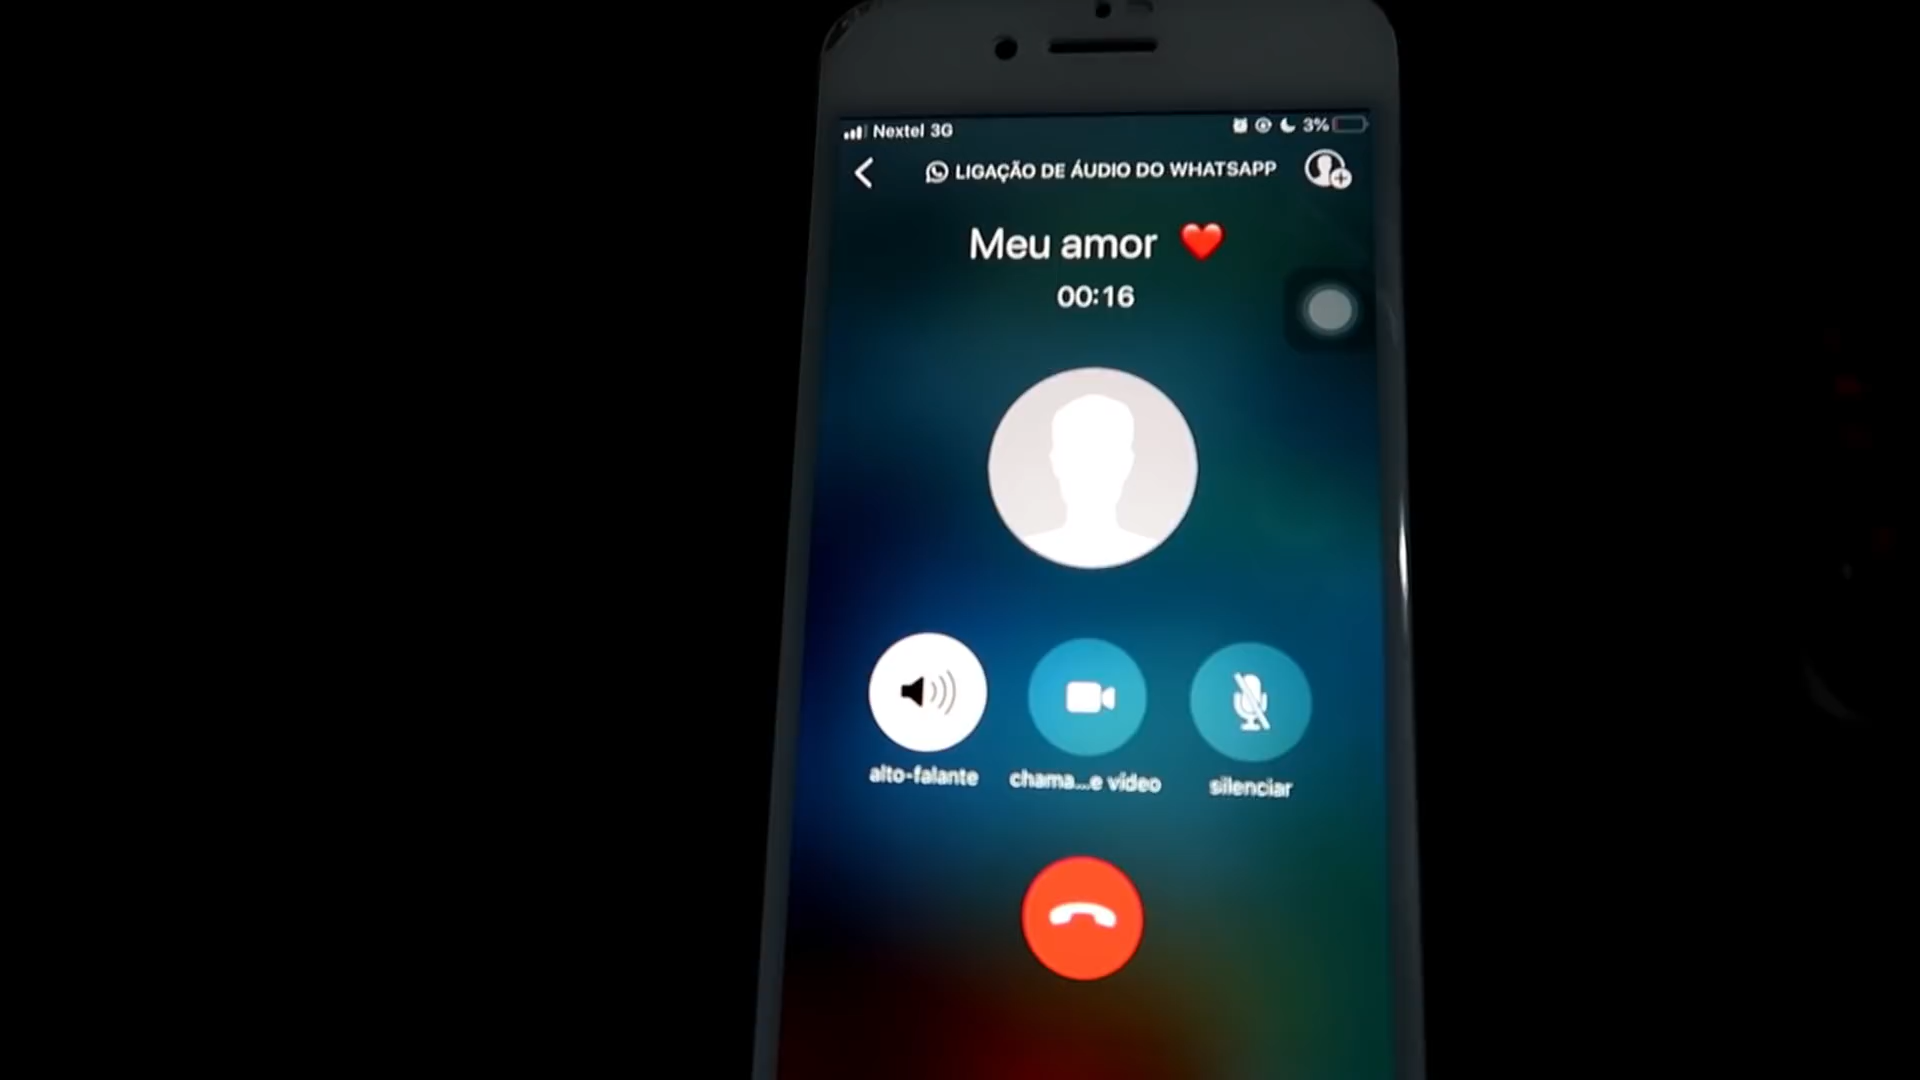 Nextel 3G 3%
LIGAÇÃO DE ÁUDIO DO WHATSAPP
Meu amor ❤️
00:16
alto-falante chama...e vídeo silenciar